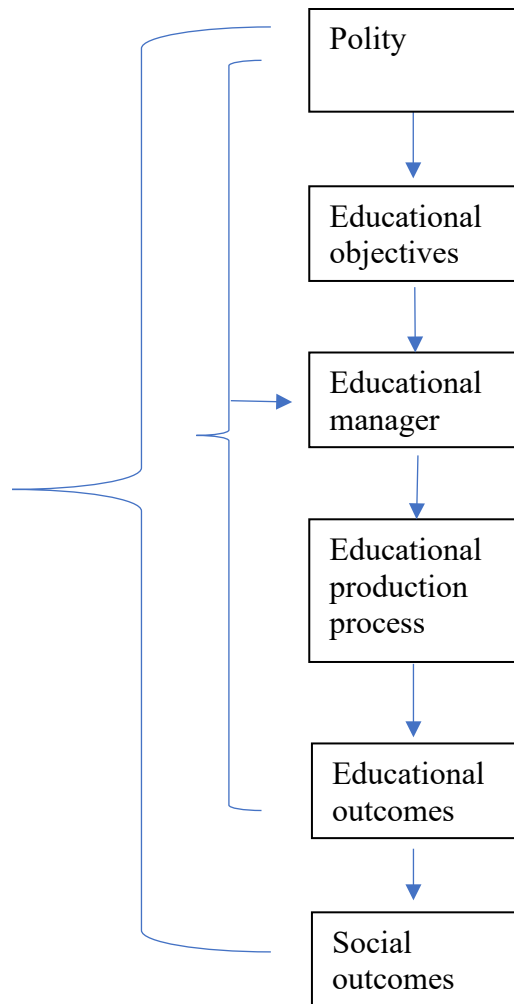 Polity
Educational
objectives
Educational
manager
Educational
production
process
Educational
outcomes
Social
outcomes